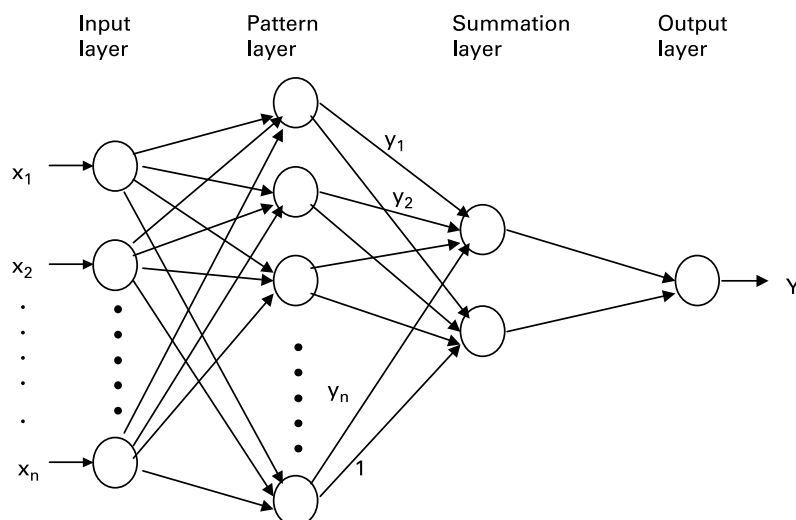 Input layer
Pattern layer
Summation layer
Output layer
y₁
x₁
y₂
x₂
Y
yₙ
1
xₙ